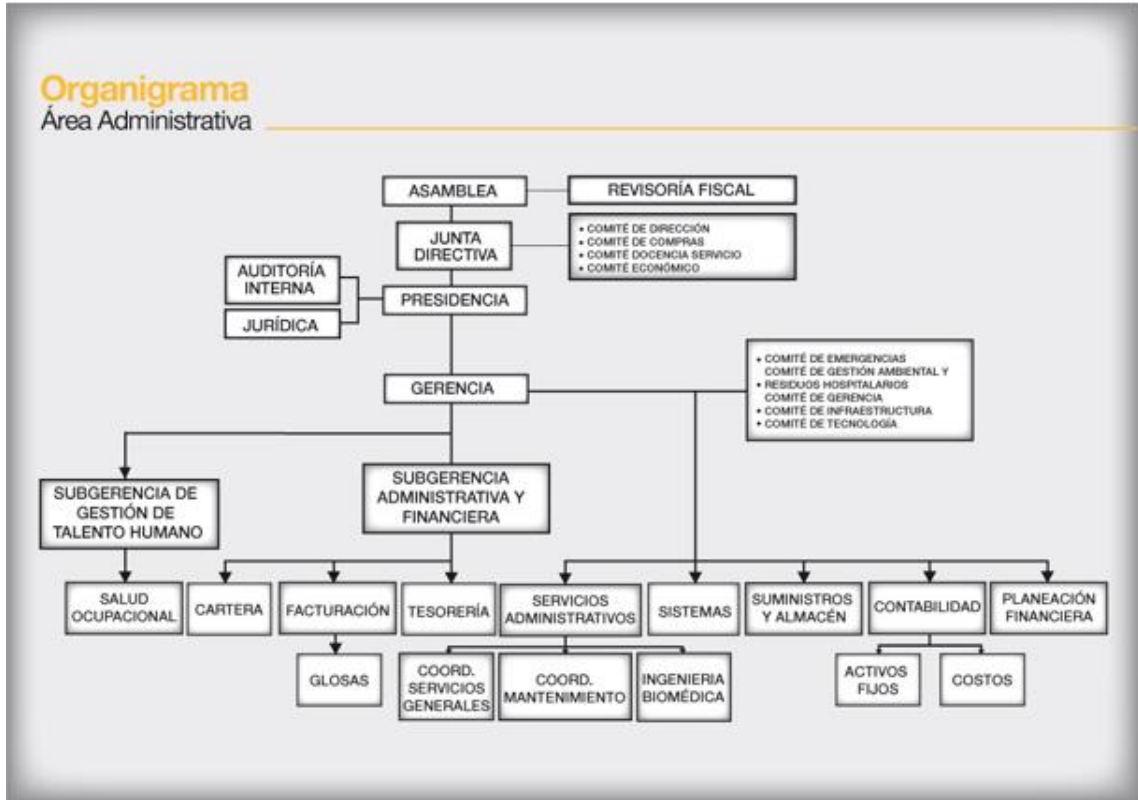 Organigrama
Área Administrativa
ASAMBLEA
REVISORÍA FISCAL
JUNTA
DIRECTIVA
• COMITÉ DE DIRECCIÓN
• COMITÉ DE COMPRAS
• COMITÉ DOCENCIA SERVICIO
• COMITÉ ECONÓMICO
AUDITORÍA
INTERNA
JURÍDICA
PRESIDENCIA
GERENCIA
• COMITÉ DE EMERGENCIAS
COMITÉ DE GESTIÓN AMBIENTAL Y
• RESIDUOS HOSPITALARIOS
COMITÉ DE GERENCIA
• COMITÉ DE INFRAESTRUCTURA
• COMITÉ DE TECNOLOGÍA
SUBGERENCIA DE
GESTIÓN DE
TALENTO HUMANO
SUBGERENCIA
ADMINISTRATIVA Y
FINANCIERA
SALUD
OCUPACIONAL
CARTERA
FACTURACIÓN
TESORERÍA
SERVICIOS
ADMINISTRATIVOS
SISTEMAS
SUMINISTROS
Y ALMACÉN
CONTABILIDAD
PLANEACIÓN
FINANCIERA
GLOSAS
COORD.
SERVICIOS
GENERALES
COORD.
MANTENIMIENTO
INGENIERIA
BIOMÉDICA
ACTIVOS
FIJOS
COSTOS